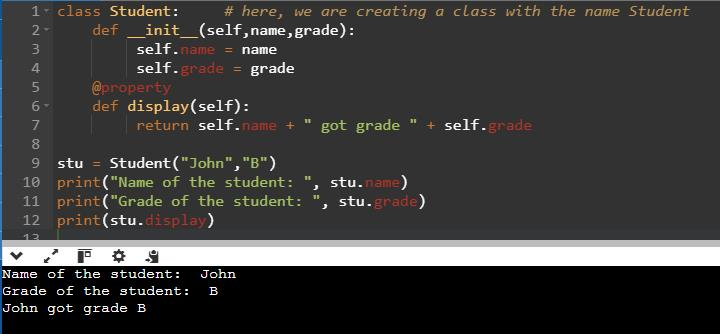 1 class Student:     # here, we are creating a class with the name Student
2     def __init__(self,name,grade):
3         self.name = name
4         self.grade = grade
5     @property
6     def display(self):
7         return self.name + " got grade " + self.grade
8
9 stu = Student("John","B")
10 print("Name of the student: ", stu.name)
11 print("Grade of the student: ", stu.grade)
12 print(stu.display)
13
Name of the student:  John
Grade of the student:  B
John got grade B